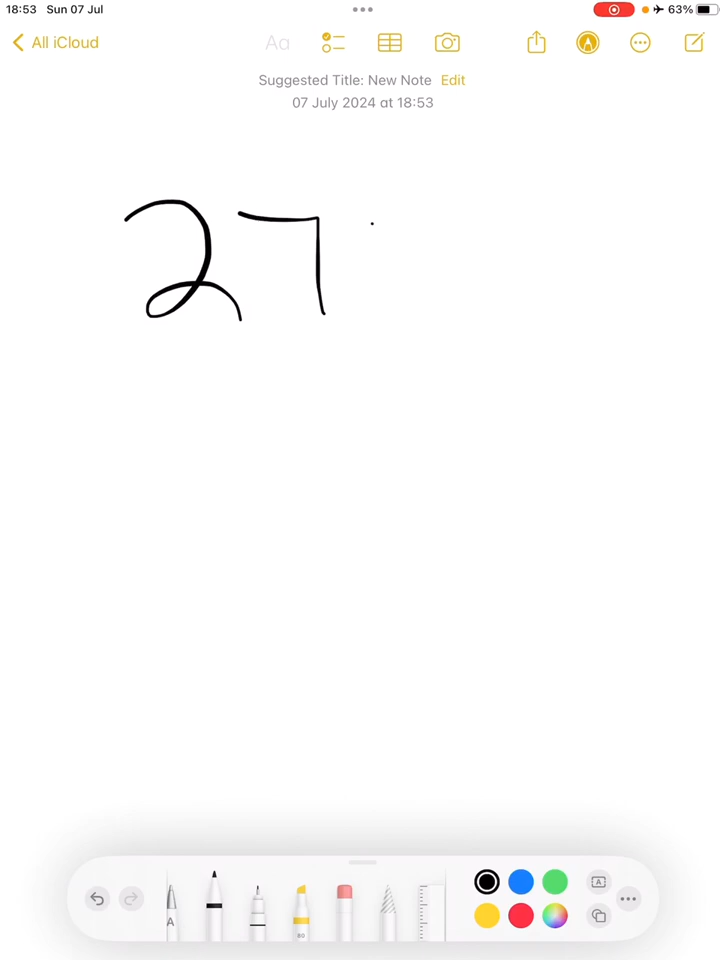 18:53 Sun 07 Jul 63%
All iCloud Aa
Suggested Title: New Note Edit
07 July 2024 at 18:53
27
A 80 A